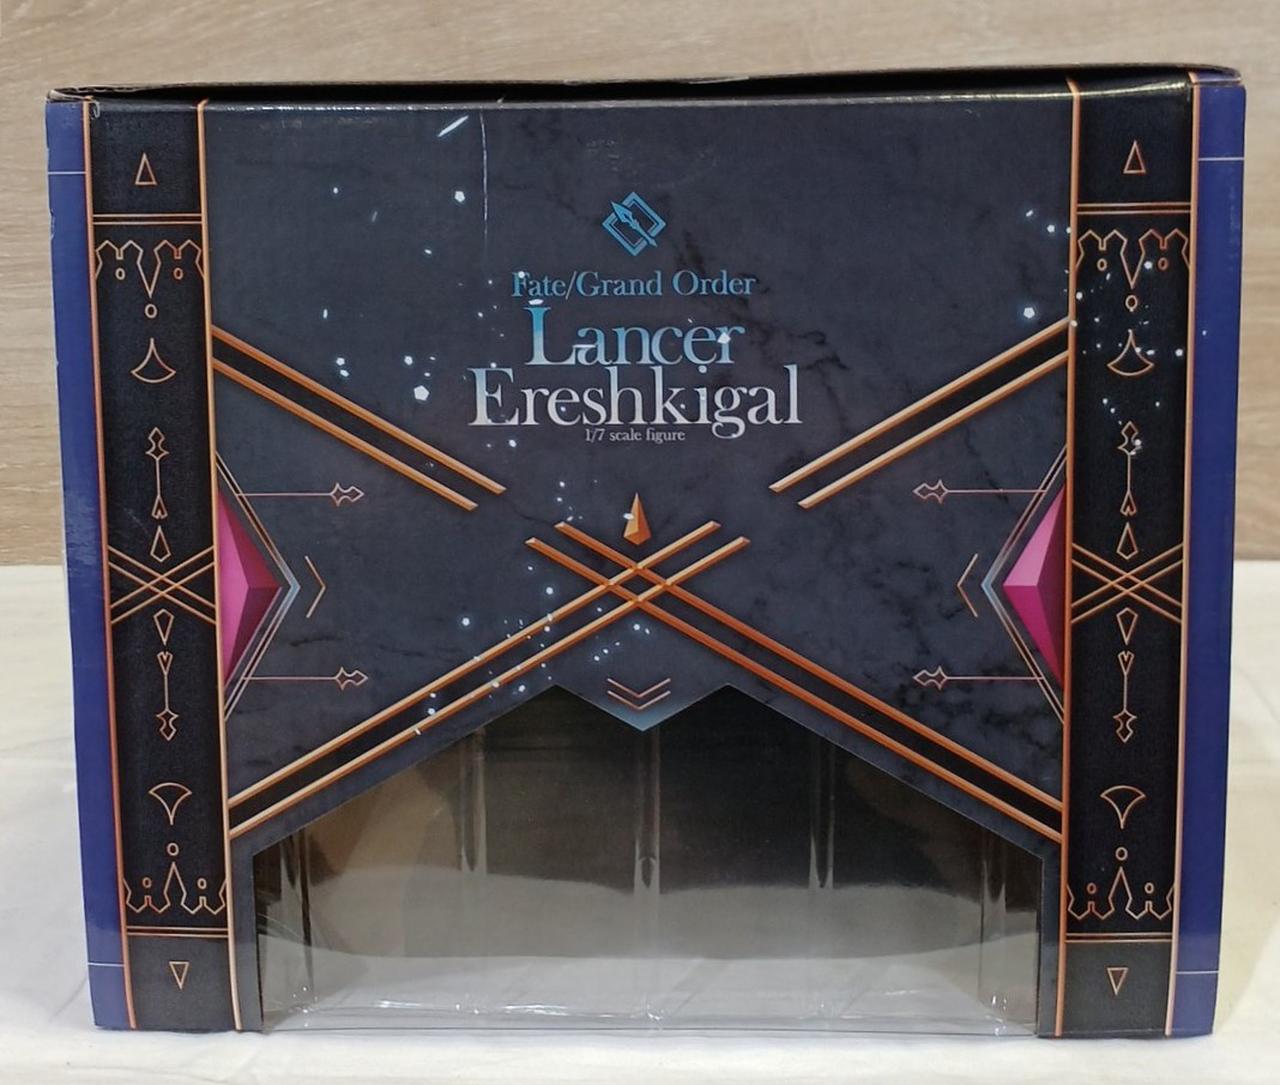 Fate/Grand Order
Lancer
Ereshkigal
1/7 scale figure